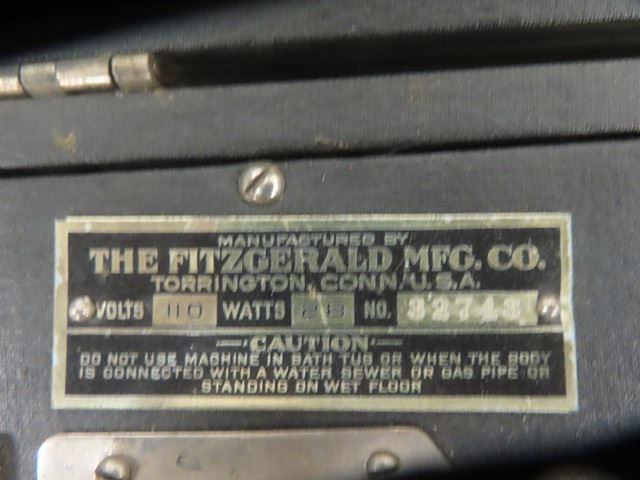 MANUFACTURED BY
THE FITZGERALD MFG. CO.
TORRINGTON, CONN./U.S.A.
VOLTS 110 WATTS 28 NO. 32743
—CAUTION—
DO NOT USE MACHINE IN BATH TUB OR WHEN THE BODY
IS CONNECTED WITH A WATER SEWER OR GAS PIPE OR
STANDING ON WET FLOOR